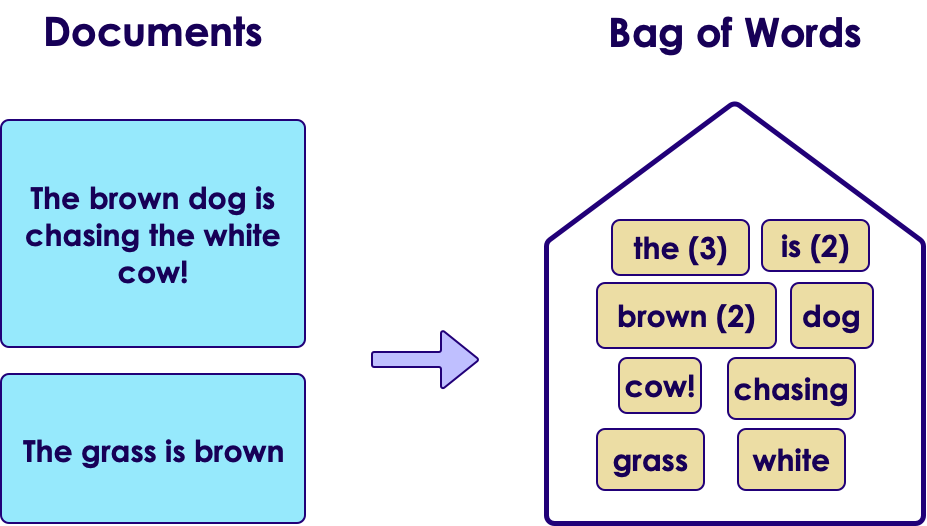 Documents
Bag of Words
The brown dog is
chasing the white
cow!
The grass is brown
the (3)
is (2)
brown (2)
dog
cow!
chasing
grass
white